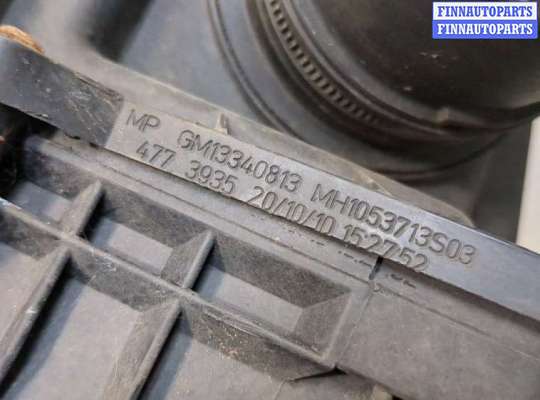 FINNAUTOPARTS
FINNAUTOPARTS
MP GM13340813 MH1053713S03
477 3935 20/10/10 152752